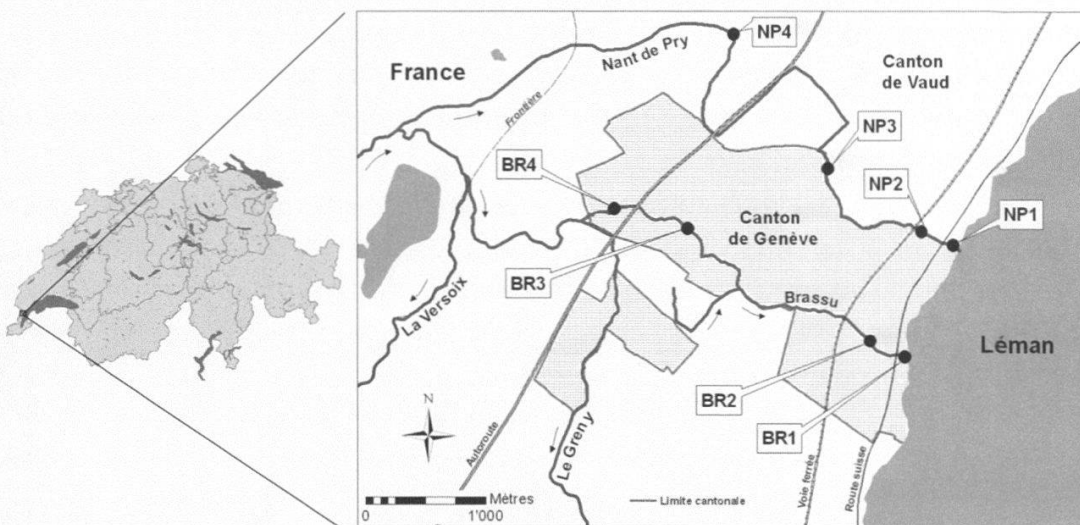 NP4
Nant de Pry
France
Canton
de Vaud
Frontière
NP3
BR4
NP2
NP1
Canton
de Genève
BR3
La Versoix
Brassu
Léman
N
BR2
BR1
Autoroute
Le Greny
Voie ferrée
Route suisse
Mètres
0
1'000
Limite cantonale